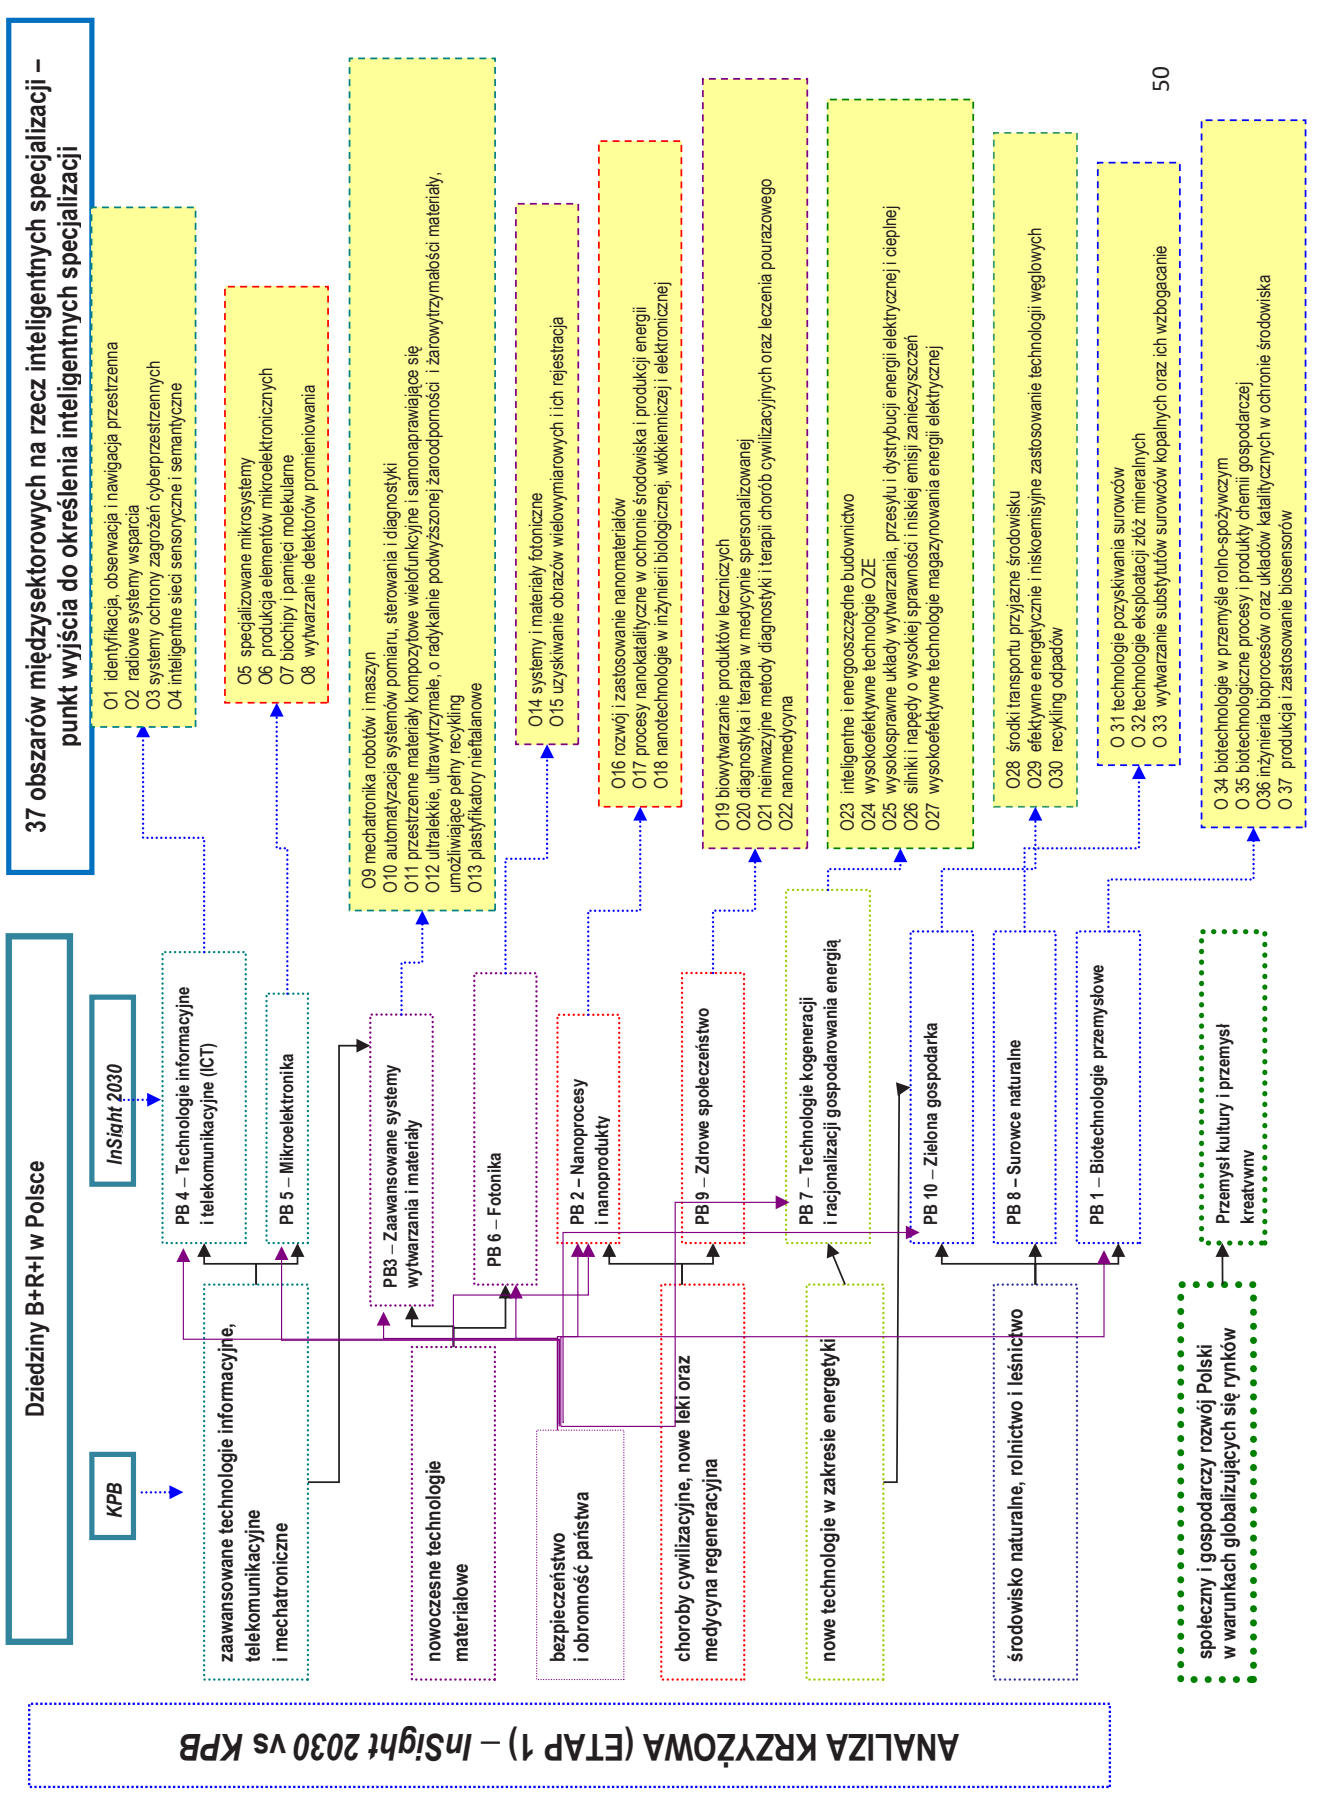 ANALIZA KRZYŻOWA (ETAP 1) – InSight 2030 vs KPB
Dziedziny B+R+I w Polsce
37 obszarów międzysektorowych na rzecz inteligentnych specjalizacji –
punkt wyjścia do określenia inteligentnych specjalizacji
KPB
InSight 2030
zaawansowane technologie informacyjne,
telekomunikacyjne
i mechatroniczne
nowoczesne technologie
materiałowe
bezpieczeństwo
i obronność państwa
choroby cywilizacyjne, nowe leki oraz
medycyna regeneracyjna
nowe technologie w zakresie energetyki
środowisko naturalne, rolnictwo i leśnictwo
społeczny i gospodarczy rozwój Polski
w warunkach globalizujących się rynków
PB 4 – Technologie informacyjne
i telekomunikacyjne (ICT)
PB 5 – Mikroelektronika
PB3 – Zaawansowane systemy
wytwarzania i materiały
PB 6 – Fotonika
PB 2 – Nanoprocesy
i nanoprodukty
PB 9 – Zdrowe społeczeństwo
PB 7 – Technologie kogeneracji
i racjonalizacji gospodarowania energią
PB 10 – Zielona gospodarka
PB 8 – Surowce naturalne
PB 1 – Biotechnologie przemysłowe
Przemysł kultury i przemysł
kreatywny
O1 identyfikacja, obserwacja i nawigacja przestrzenna
O2 radiowe systemy wsparcia
O3 systemy ochrony zagrożeń cyberprzestrzennych
O4 inteligentne sieci sensoryczne i semantyczne
O5 specjalizowane mikrosystemy
O6 produkcja elementów mikroelektronicznych
O7 biochipy i pamięci molekularne
O8 wytwarzanie detektorów promieniowania
O9 mechatronika robotów i maszyn
O10 automatyzacja systemów pomiaru, sterowania i diagnostyki
O11 przestrzenne materiały kompozytowe wielofunkcyjne i samonaprawiające się
O12 ultralekkie, ultrawytrzymałe, o radykalnie podwyższonej żaroodporności i żarowytrzymałości materiały,
umożliwiające pełny recykling
O13 plastyfikatory nieftalanowe
O14 systemy i materiały fotoniczne
O15 uzyskiwanie obrazów wielowymiarowych i ich rejestracja
O16 rozwój i zastosowanie nanomateriałów
O17 procesy nanokatalityczne w ochronie środowiska i produkcji energii
O18 nanotechnologie w inżynierii biologicznej, włókienniczej i elektronicznej
O19 biowytwarzanie produktów leczniczych
O20 diagnostyka i terapia w medycynie spersonalizowanej
O21 nieinwazyjne metody diagnostyki i terapii chorób cywilizacyjnych oraz leczenia pourazowego
O22 nanomedycyna
O23 inteligentne i energooszczędne budownictwo
O24 wysokoefektywne technologie OZE
O25 wysokosprawne układy wytwarzania, przesyłu i dystrybucji energii elektrycznej i cieplnej
O26 silniki i napędy o wysokiej sprawności i niskiej emisji zanieczyszczeń
O27 wysokoefektywne technologie magazynowania energii elektrycznej
O28 środki transportu przyjazne środowisku
O29 efektywne energetycznie i niskoemisyjne zastosowanie technologii węglowych
O30 recykling odpadów
O 31 technologie pozyskiwania surowców
O 32 technologie eksploatacji złóż mineralnych
O 33 wytwarzanie substytutów surowców kopalnych oraz ich wzbogacanie
O 34 biotechnologie w przemyśle rolno-spożywczym
O 35 biotechnologiczne procesy i produkty chemii gospodarczej
O36 inżynieria bioprocesów oraz układów katalitycznych w ochronie środowiska
O 37 produkcja i zastosowanie biosensorów
50